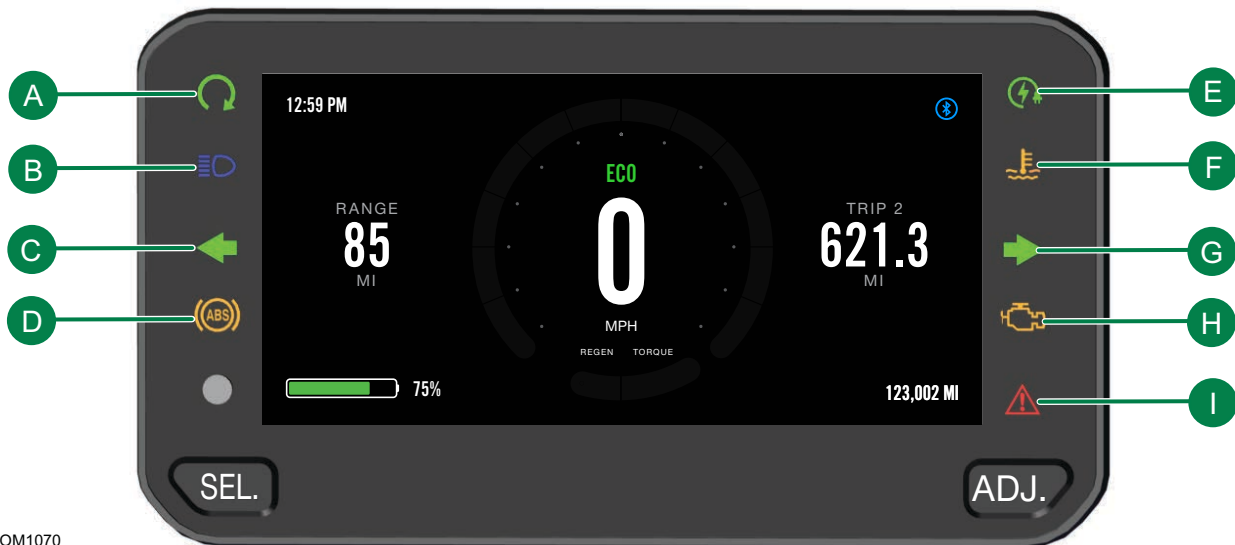 A
B
C
D
E
F
G
H
I
12:59 PM
ECO
RANGE
85
MI
0
MPH
REGEN TORQUE
TRIP 2
621.3
MI
ABS
75%
123,002 MI
SEL.
ADJ.
OM1070